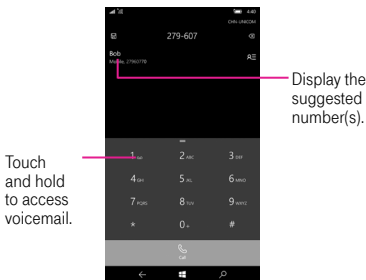 4:40
CHN-UNICOM
279-607
Bob
Mobile, 27960770
Display the
suggested
number(s).
Touch
and hold
to access
voicemail.
1
2 ABC
3 DEF
4 GHI
5 JKL
6 MNO
7 PQRS
8 TUV
9 WXYZ
*
0 +
#
Call